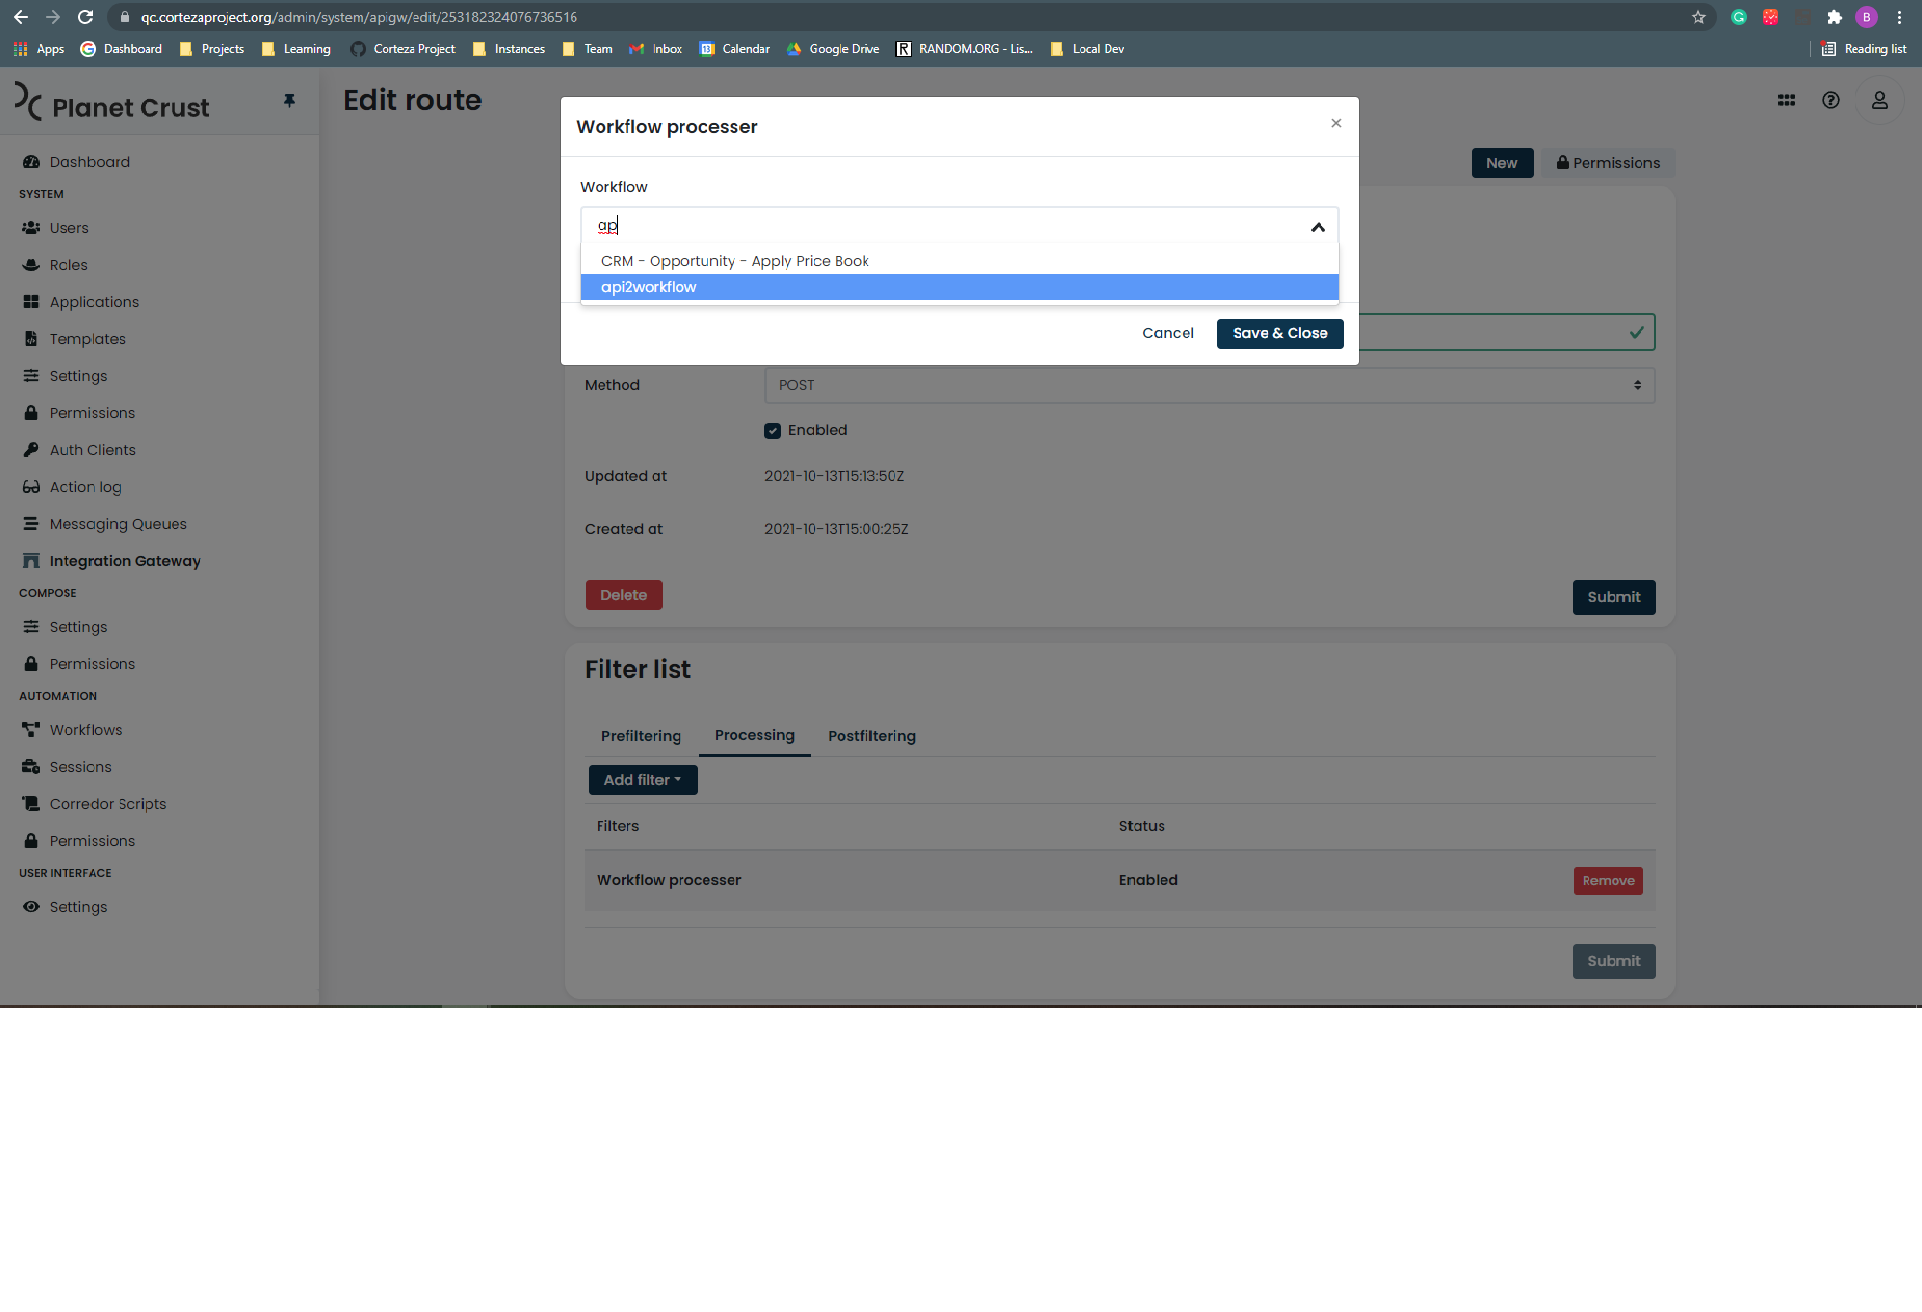 qc.cortezaproject.org/admin/system/apigw/edit/253182324076736516
Apps Dashboard Projects Learning Corteza Project Instances Team Inbox Calendar Google Drive RANDOM.ORG - Lis... Local Dev Reading list
Planet Crust
Edit route
Dashboard
SYSTEM
Users
Roles
Applications
Templates
Settings
Permissions
Auth Clients
Action log
Messaging Queues
Integration Gateway
COMPOSE
Settings
Permissions
AUTOMATION
Workflows
Sessions
Corredor Scripts
Permissions
USER INTERFACE
Settings
New Permissions
Workflow processer ×
Workflow
ap
CRM - Opportunity - Apply Price Book
api2workflow
Cancel Save & Close
Method POST
Enabled
Updated at 2021-10-13T15:13:50Z
Created at 2021-10-13T15:00:25Z
Delete Submit
Filter list
Prefiltering Processing Postfiltering
Add filter
Filters Status
Workflow processer Enabled Remove
Submit